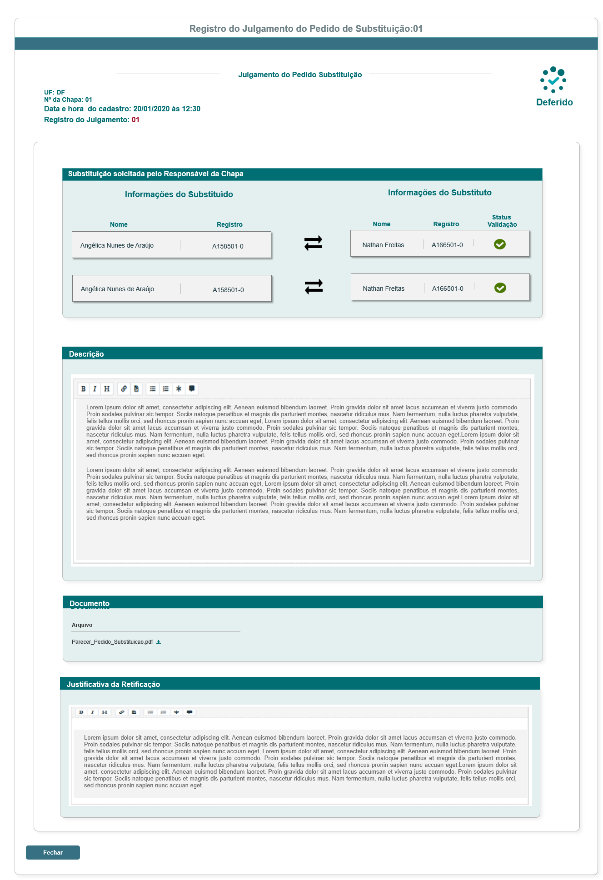 Registro do Julgamento do Pedido de Substituição:01
Julgamento do Pedido Substituição
UF: DF
Nº da Chapa: 01
Data e hora do cadastro: 20/01/2020 às 12:30
Registro do Julgamento: 01
Deferido
Substituição solcitada pelo Responsável da Chapa
Informações do Substituido
Informações do Substituto
Nome
Registro
Nome
Registro
Status
Validação
Angélica Nunes de Araújo
A158501-0
Nathan Freitas
A166501-0
Angélica Nunes de Araújo
A158501-0
Nathan Freitas
A166501-0
Descrição
B I H
Lorem ipsum dolor sit amet, consectetur adipiscing elit. Aenean euismod bibendum laoreet. Proin gravida dolor sit amet lacus accumsan et viverra justo commodo.
Proin sodales pulvinar sic tempor. Sociis natoque penatibus et magnis dis parturient montes, nascetur ridiculus mus. Nam fermentum, nulla luctus pharetra vulputate,
felis tellus mollis orci, sed rhoncus pronin sapien nunc accuan eget. Lorem ipsum dolor sit amet, consectetur adipiscing elit. Aenean euismod bibendum laoreet. Proin
gravida dolor sit amet lacus accumsan et viverra justo commodo. Proin sodales pulvinar sic tempor. Sociis natoque penatibus et magnis dis parturient montes,
nascetur ridiculus mus. Nam fermentum, nulla luctus pharetra vulputate, felis tellus mollis orci, sed rhoncus pronin sapien nunc accuan eget.Lorem ipsum dolor sit
amet, consectetur adipiscing elit. Aenean euismod bibendum laoreet. Proin gravida dolor sit amet lacus accumsan et viverra justo commodo. Proin sodales pulvinar
sic tempor. Sociis natoque penatibus et magnis dis parturient montes, nascetur ridiculus mus. Nam fermentum, nulla luctus pharetra vulputate, felis tellus mollis orci,
sed rhoncus pronin sapien nunc accuan eget.
Lorem ipsum dolor sit amet, consectetur adipiscing elit. Aenean euismod bibendum laoreet. Proin gravida dolor sit amet lacus accumsan et viverra justo commodo.
Proin sodales pulvinar sic tempor. Sociis natoque penatibus et magnis dis parturient montes, nascetur ridiculus mus. Nam fermentum, nulla luctus pharetra vulputate,
felis tellus mollis orci, sed rhoncus pronin sapien nunc accuan eget. Lorem ipsum dolor sit amet, consectetur adipiscing elit. Aenean euismod bibendum laoreet. Proin
gravida dolor sit amet lacus accumsan et viverra justo commodo. Proin sodales pulvinar sic tempor. Sociis natoque penatibus et magnis dis parturient montes,
nascetur ridiculus mus. Nam fermentum, nulla luctus pharetra vulputate, felis tellus mollis orci, sed rhoncus pronin sapien nunc accuan eget.Lorem ipsum dolor sit
amet, consectetur adipiscing elit. Aenean euismod bibendum laoreet. Proin gravida dolor sit amet lacus accumsan et viverra justo commodo. Proin sodales pulvinar
sic tempor. Sociis natoque penatibus et magnis dis parturient montes, nascetur ridiculus mus. Nam fermentum, nulla luctus pharetra vulputate, felis tellus mollis orci,
sed rhoncus pronin sapien nunc accuan eget.
Documento
Arquivo
Parecer_Pedido_Substituicao.pdf
Justificativa da Retificação
B I H
Lorem ipsum dolor sit amet, consectetur adipiscing elit. Aenean euismod bibendum laoreet. Proin gravida dolor sit amet lacus accumsan et viverra justo commodo.
Proin sodales pulvinar sic tempor. Sociis natoque penatibus et magnis dis parturient montes, nascetur ridiculus mus. Nam fermentum, nulla luctus pharetra vulputate,
felis tellus mollis orci, sed rhoncus pronin sapien nunc accuan eget. Lorem ipsum dolor sit amet, consectetur adipiscing elit. Aenean euismod bibendum laoreet. Proin
gravida dolor sit amet lacus accumsan et viverra justo commodo. Proin sodales pulvinar sic tempor. Sociis natoque penatibus et magnis dis parturient montes,
nascetur ridiculus mus. Nam fermentum, nulla luctus pharetra vulputate, felis tellus mollis orci, sed rhoncus pronin sapien nunc accuan eget.Lorem ipsum dolor sit
amet, consectetur adipiscing elit. Aenean euismod bibendum laoreet. Proin gravida dolor sit amet lacus accumsan et viverra justo commodo. Proin sodales pulvinar
sic tempor. Sociis natoque penatibus et magnis dis parturient montes, nascetur ridiculus mus. Nam fermentum, nulla luctus pharetra vulputate, felis tellus mollis orci,
sed rhoncus pronin sapien nunc accuan eget.
Fechar